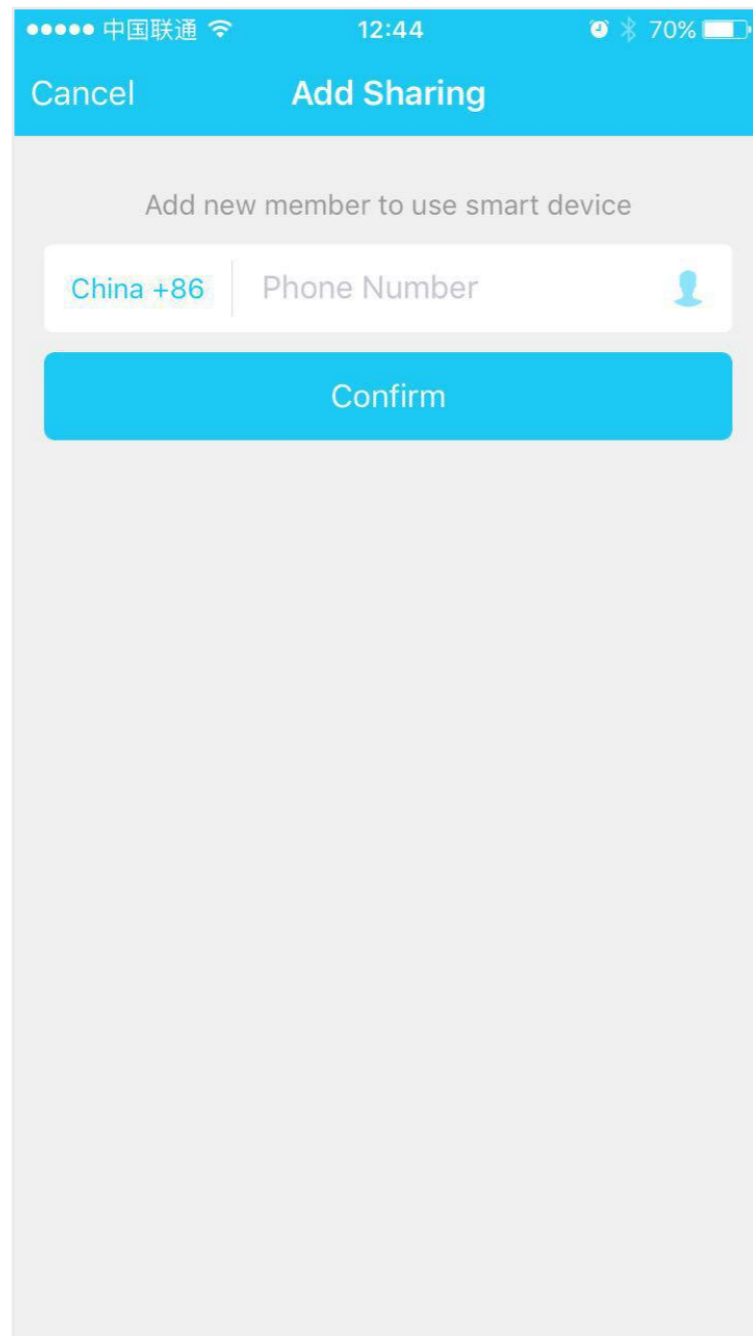 中国联通 12:44 70%
Cancel Add Sharing
Add new member to use smart device
China +86 Phone Number
Confirm